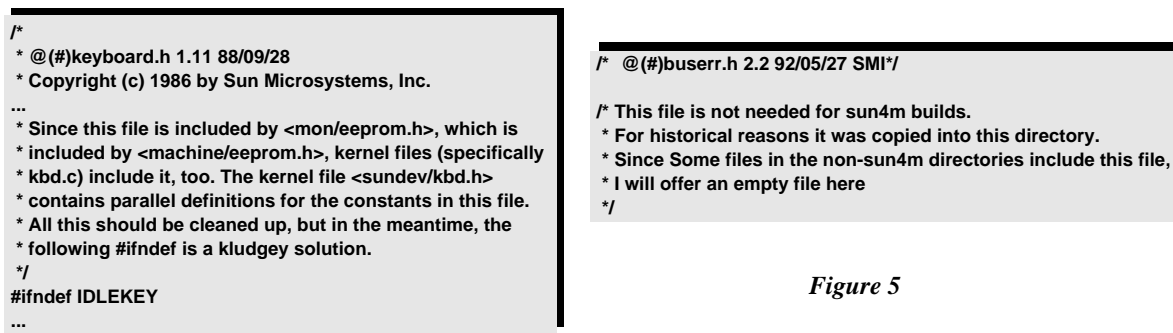 /*
 * @(#)keyboard.h 1.11 88/09/28
 * Copyright (c) 1986 by Sun Microsystems, Inc.
...
 * Since this file is included by <mon/eeprom.h>, which is
 * included by <machine/eeprom.h>, kernel files (specifically
 * kbd.c) include it, too. The kernel file <sundev/kbd.h>
 * contains parallel definitions for the constants in this file.
 * All this should be cleaned up, but in the meantime, the
 * following #ifndef is a kludgey solution.
 */
#ifndef IDLEKEY
...
/* @(#)buserr.h 2.2 92/05/27 SMI*/
/* This file is not needed for sun4m builds.
 * For historical reasons it was copied into this directory.
 * Since Some files in the non-sun4m directories include this file,
 * I will offer an empty file here
 */
Figure 5